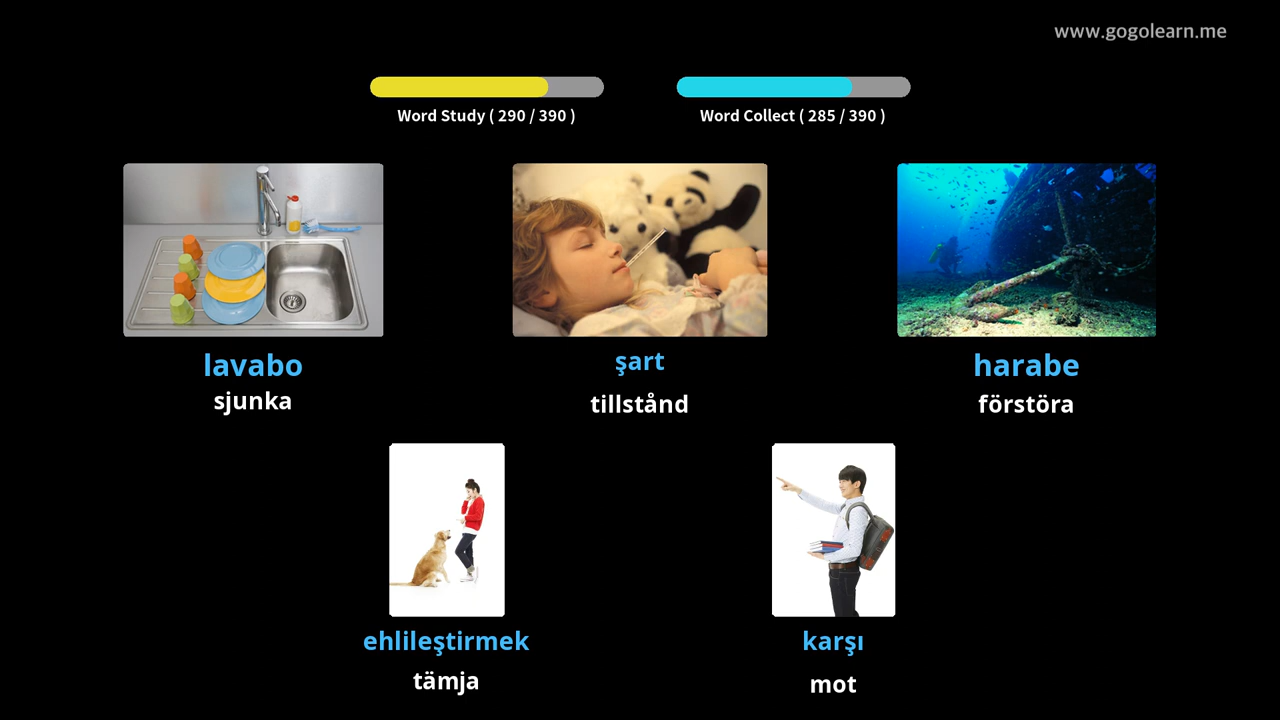 www.gogolearn.me
Word Study ( 290 / 390 )
Word Collect ( 285 / 390 )
lavabo
sjunka
şart
tillstånd
harabe
förstöra
ehlileştirmek
tämja
karşı
mot